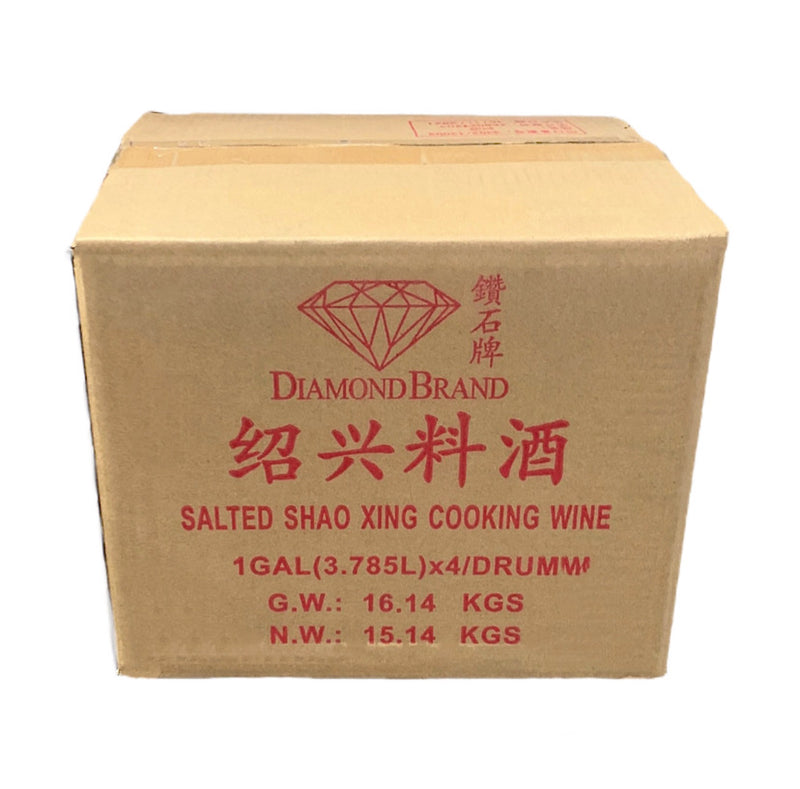 鑽石牌
DIAMOND BRAND
绍兴料酒
SALTED SHAO XING COOKING WINE
1GAL(3.785L)x4/DRUMM
G.W.: 16.14 KGS
N.W.: 15.14 KGS